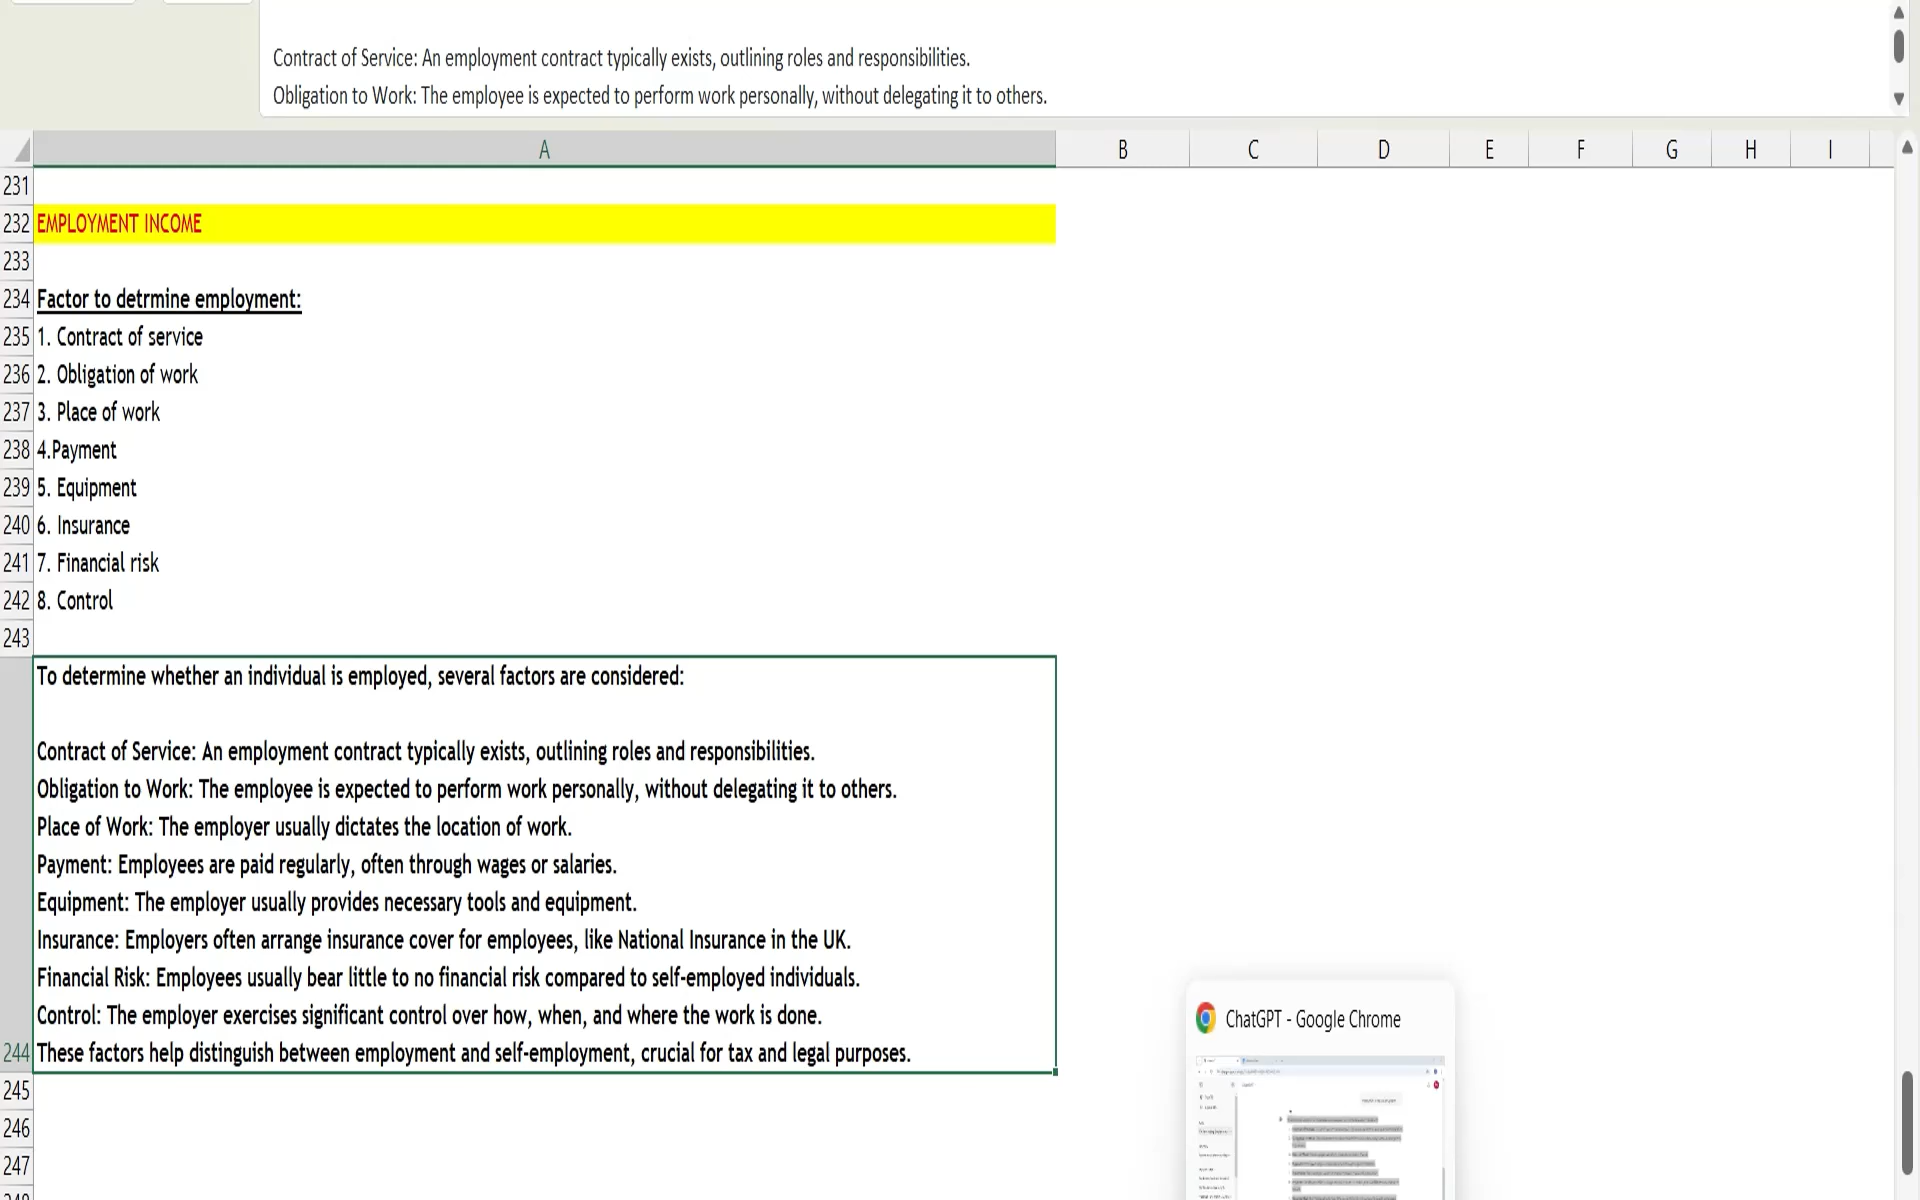 Contract of Service: An employment contract typically exists, outlining roles and responsibilities.
Obligation to Work: The employee is expected to perform work personally, without delegating it to others.
A B C D E F G H I
231
232 EMPLOYMENT INCOME
233
234 Factor to detrmine employment:
235 1. Contract of service
236 2. Obligation of work
237 3. Place of work
238 4.Payment
239 5. Equipment
240 6. Insurance
241 7. Financial risk
242 8. Control
243
To determine whether an individual is employed, several factors are considered:
Contract of Service: An employment contract typically exists, outlining roles and responsibilities.
Obligation to Work: The employee is expected to perform work personally, without delegating it to others.
Place of Work: The employer usually dictates the location of work.
Payment: Employees are paid regularly, often through wages or salaries.
Equipment: The employer usually provides necessary tools and equipment.
Insurance: Employers often arrange insurance cover for employees, like National Insurance in the UK.
Financial Risk: Employees usually bear little to no financial risk compared to self-employed individuals.
Control: The employer exercises significant control over how, when, and where the work is done.
244 These factors help distinguish between employment and self-employment, crucial for tax and legal purposes.
245
246
247
ChatGPT - Google Chrome